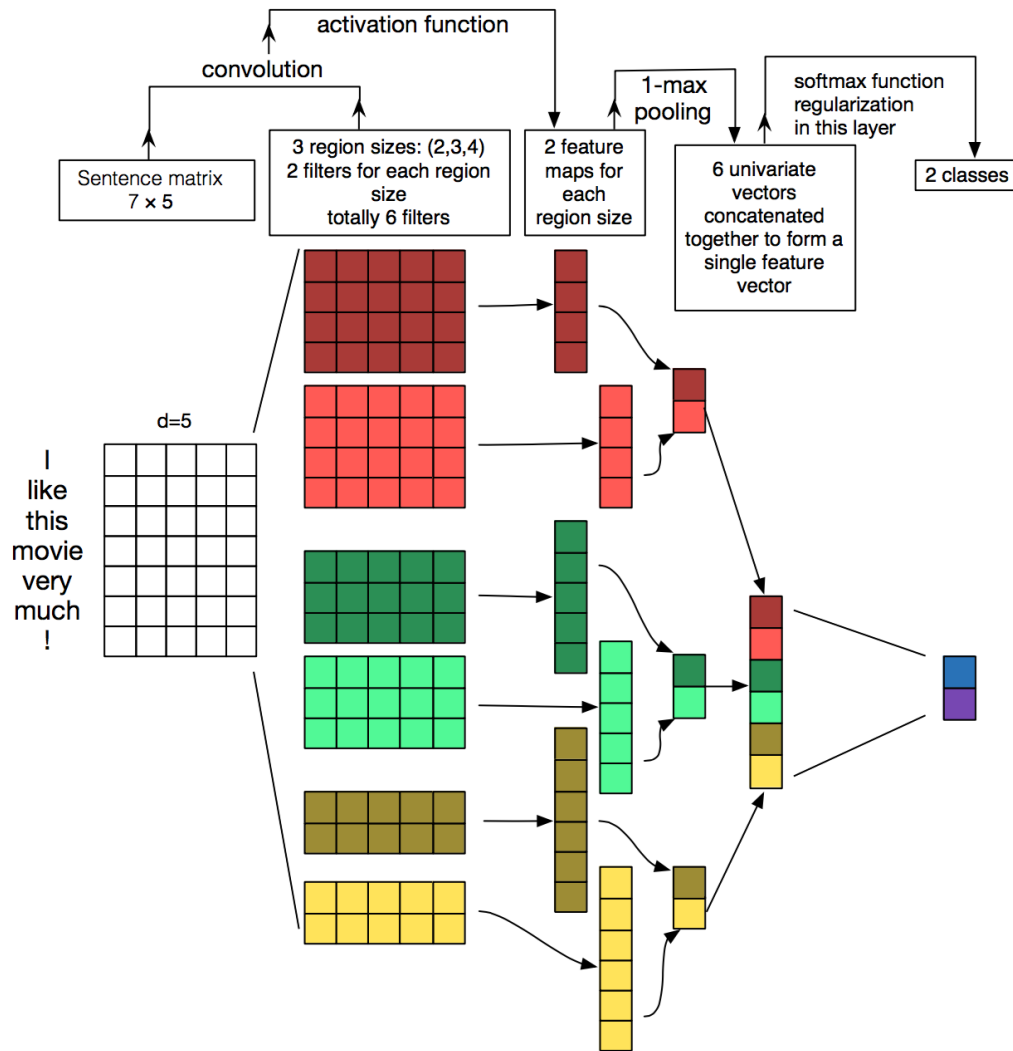 activation function
convolution
1-max
pooling
softmax function
regularization
in this layer
Sentence matrix
7 × 5
3 region sizes: (2,3,4)
2 filters for each region
size
totally 6 filters
2 feature
maps for
each
region size
6 univariate
vectors
concatenated
together to form a
single feature
vector
2 classes
d=5
I
like
this
movie
very
much
!